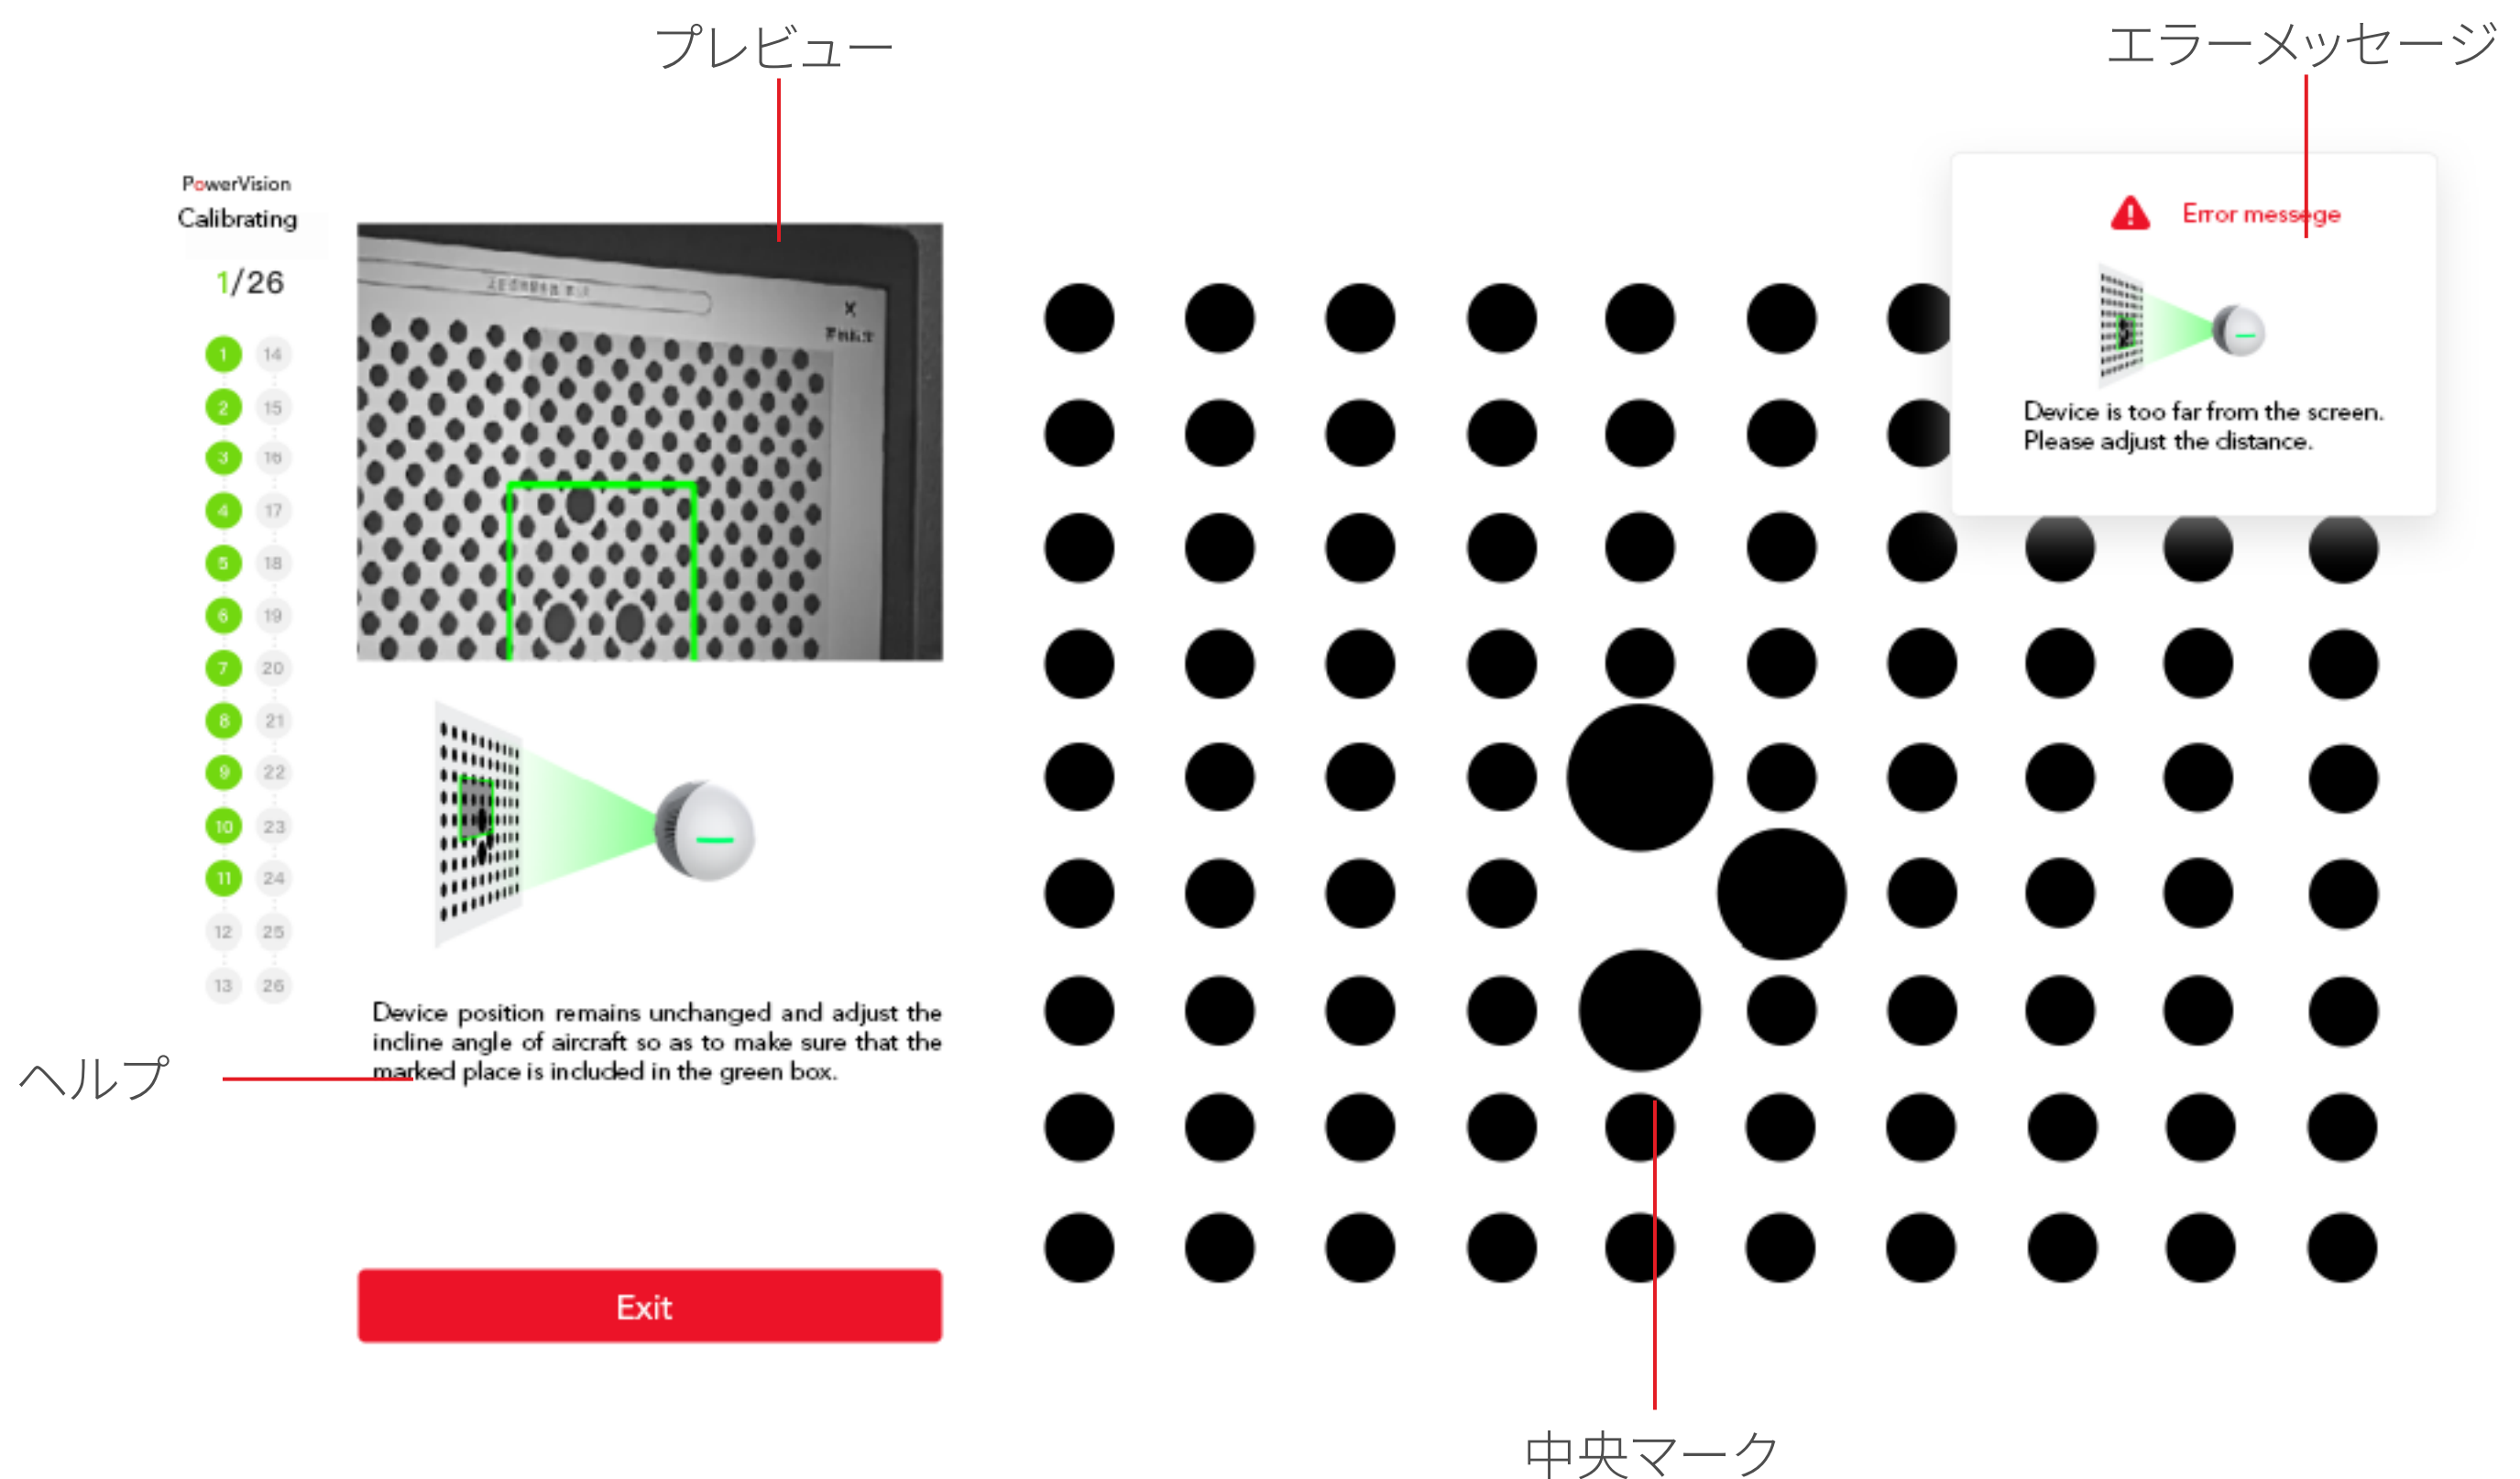 プレビュー
エラーメッセージ
PowerVision
Calibrating
1/26
1 14
2 15
3 16
4 17
5 18
6 19
7 20
8 21
9 22
10 23
11 24
12 25
13 26
Error messege
Device is too far from the screen.
Please adjust the distance.
Device position remains unchanged and adjust the
incline angle of aircraft so as to make sure that the
marked place is included in the green box.
ヘルプ
Exit
中央マーク